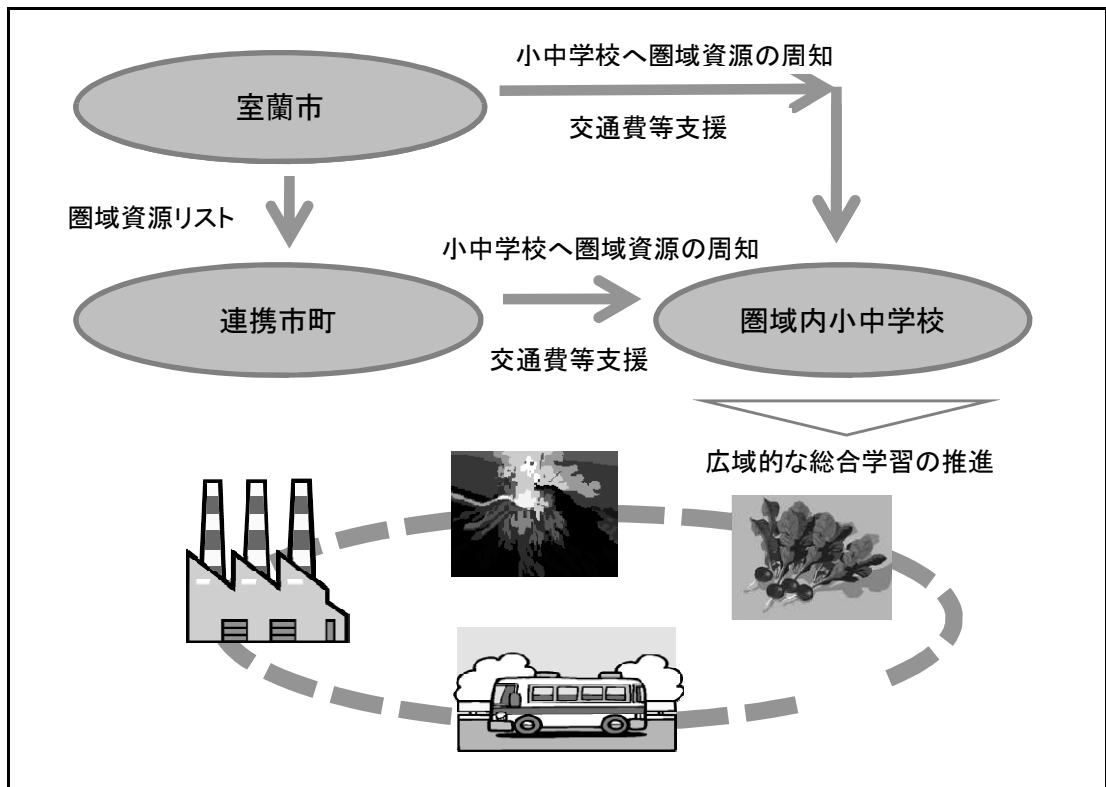 小中学校へ圏域資源の周知
室蘭市
交通費等支援
圏域資源リスト
小中学校へ圏域資源の周知
連携市町
圏域内小中学校
交通費等支援
広域的な総合学習の推進